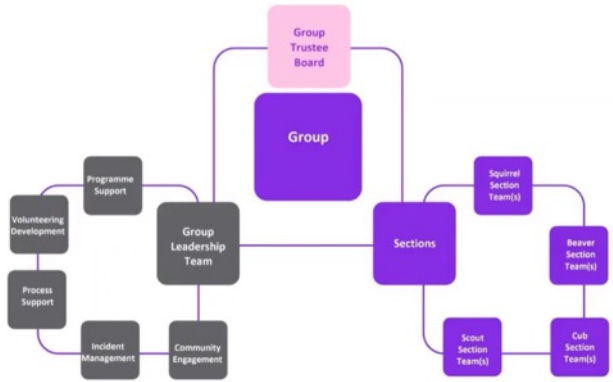 Group
Trustee
Board
Group
Programme
Support
Volunteering
Development
Process
Support
Incident
Management
Community
Engagement
Group
Leadership
Team
Sections
Squirrel
Section
Team(s)
Beaver
Section
Team(s)
Cub
Section
Team(s)
Scout
Section
Team(s)